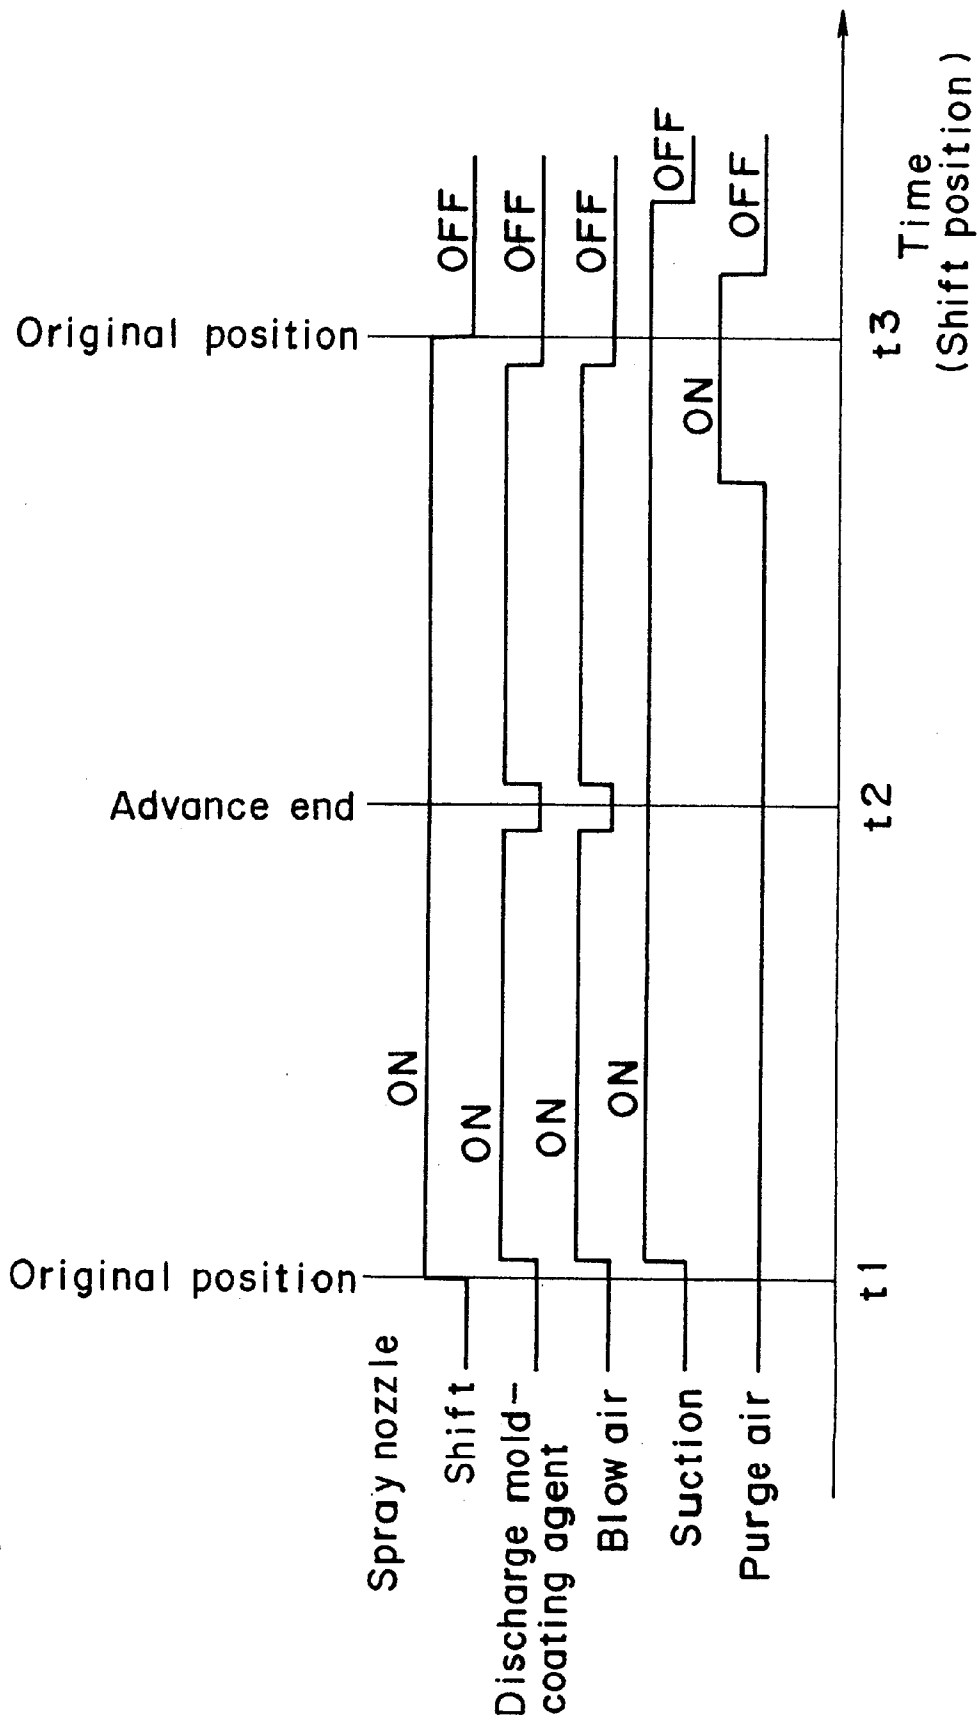 Original position
Advance end
Original position
Spray nozzle
Shift
ON
OFF
Discharge mold-
coating agent
ON
OFF
Blow air
ON
OFF
Suction
ON
OFF
Purge air
ON
OFF
t1
t2
t3
Time
(Shift position)